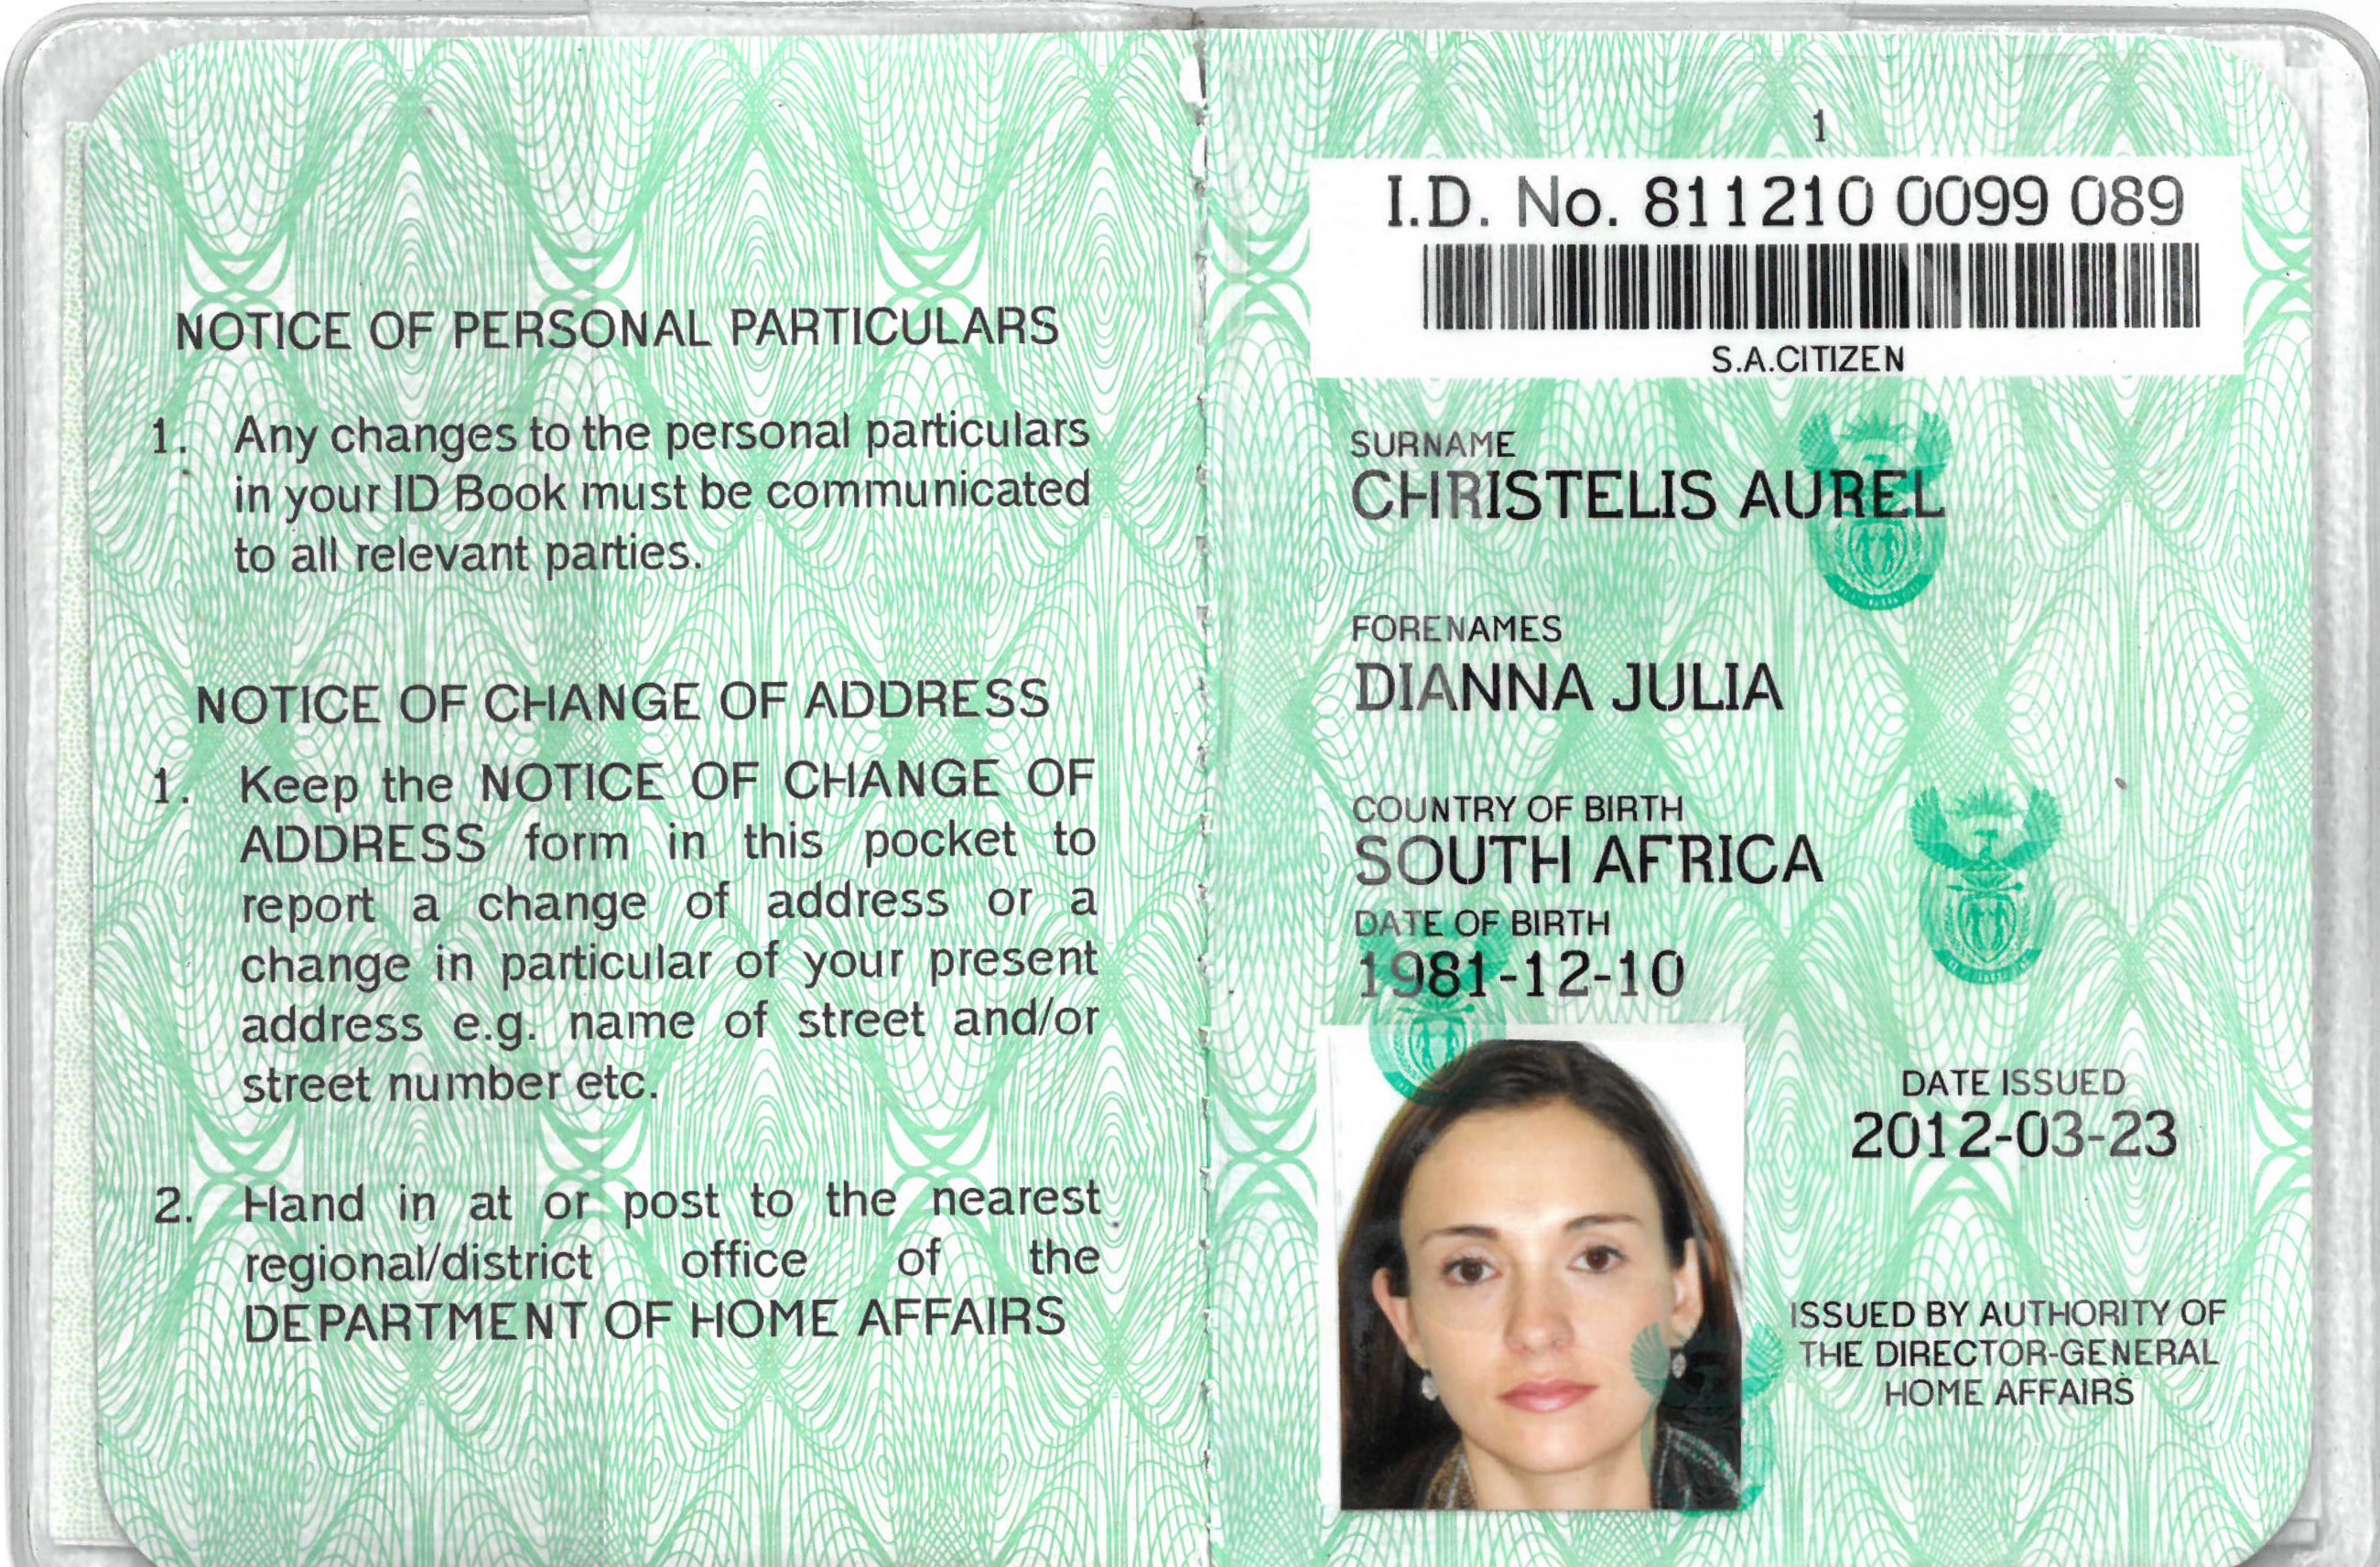 NOTICE OF PERSONAL PARTICULARS
1. Any changes to the personal particulars
in your ID Book must be communicated
to all relevant parties.
NOTICE OF CHANGE OF ADDRESS
1. Keep the NOTICE OF CHANGE OF
ADDRESS form in this pocket to
report a change of address or a
change in particular of your present
address e.g. name of street and/or
street number etc.
2. Hand in at or post to the nearest
regional/district office of the
DEPARTMENT OF HOME AFFAIRS
1
I.D. No. 811210 0099 089
S.A.CITIZEN
SURNAME
CHRISTELIS AUREL
FORENAMES
DIANNA JULIA
COUNTRY OF BIRTH
SOUTH AFRICA
DATE OF BIRTH
1981-12-10
DATE ISSUED
2012-03-23
ISSUED BY AUTHORITY OF
THE DIRECTOR-GENERAL
HOME AFFAIRS